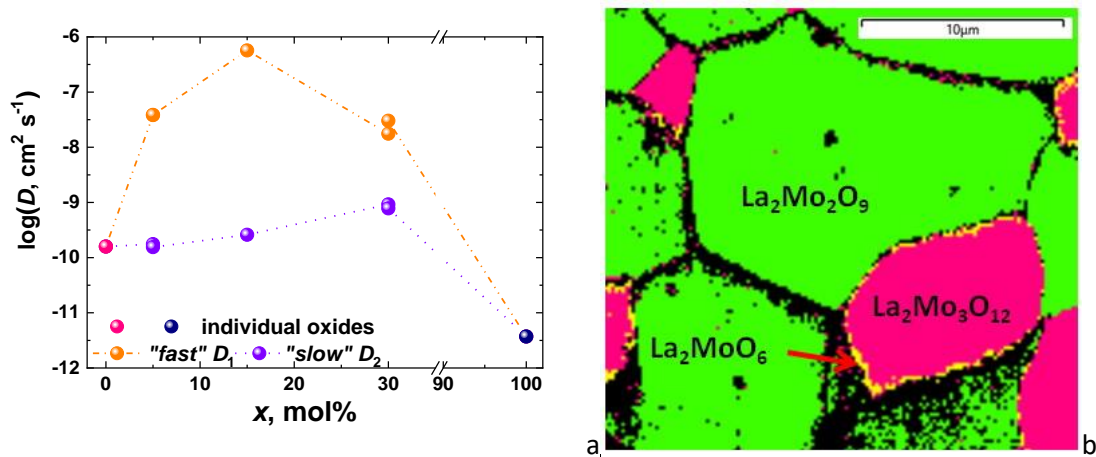 log(D, cm² s⁻¹)
-6
-7
-8
-9
-10
-11
-12
individual oxides
"fast" D₁ "slow" D₂
0 10 20 30 90 100
x, mol%
a
10µm
La₂Mo₂O₉
La₂Mo₃O₁₂
La₂MoO₆
b